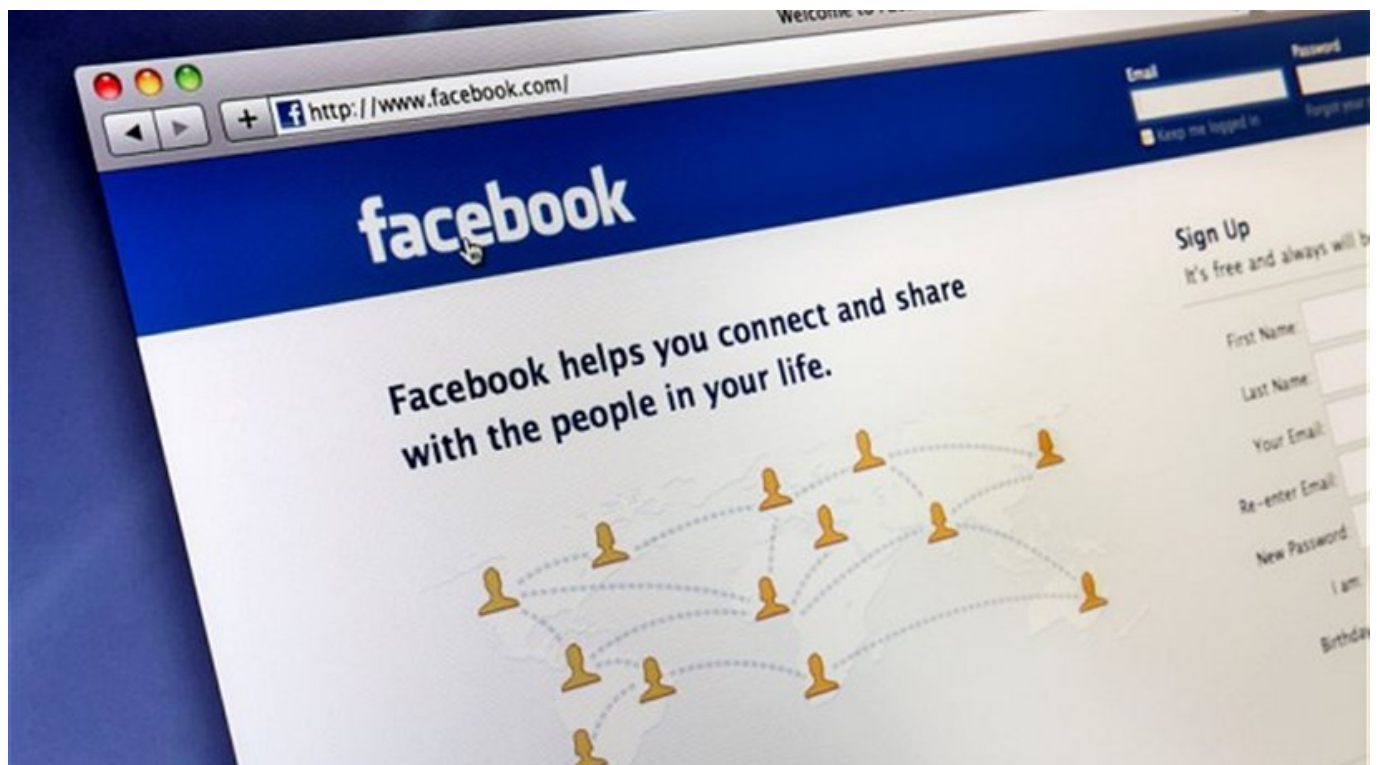 Welcome to
http://www.facebook.com/
Email
Password
Keep me logged in
Forgot your
facebook
Sign Up
It's free and always will
Facebook helps you connect and share
with the people in your life.
First Name:
Last Name:
Your Email:
Re-enter Email:
New Password:
I am: